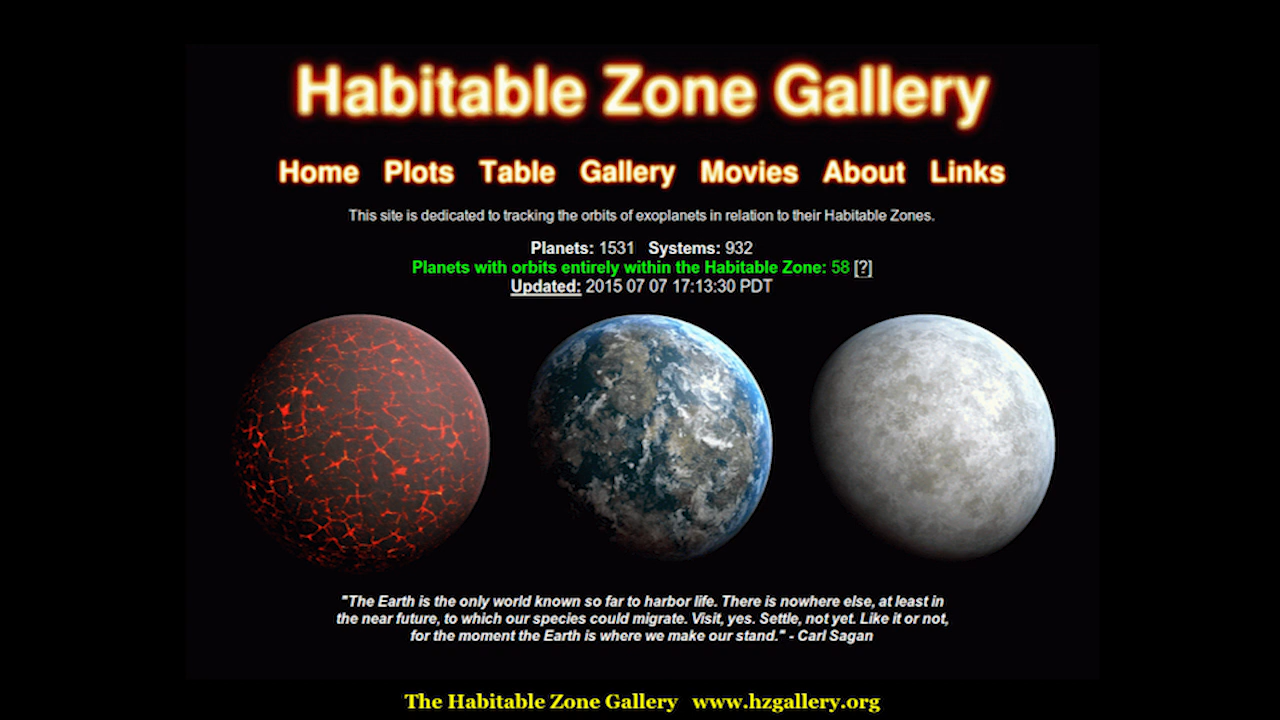 Habitable Zone Gallery
Home Plots Table Gallery Movies About Links
This site is dedicated to tracking the orbits of exoplanets in relation to their Habitable Zones.
Planets: 1531 Systems: 932
Planets with orbits entirely within the Habitable Zone: 58 [?]
Updated: 2015 07 07 17:13:30 PDT
"The Earth is the only world known so far to harbor life. There is nowhere else, at least in
the near future, to which our species could migrate. Visit, yes. Settle, not yet. Like it or not,
for the moment the Earth is where we make our stand." - Carl Sagan
The Habitable Zone Gallery www.hzgallery.org